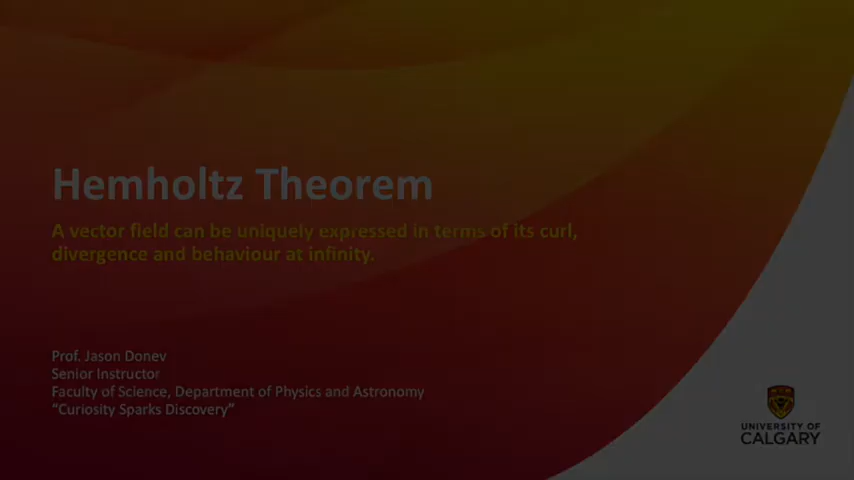 Hemholtz Theorem
A vector field can be uniquely expressed in terms of its curl,
divergence and behaviour at infinity.
Prof. Jason Donev
Senior Instructor
Faculty of Science, Department of Physics and Astronomy
“Curiosity Sparks Discovery”
UNIVERSITY OF
CALGARY